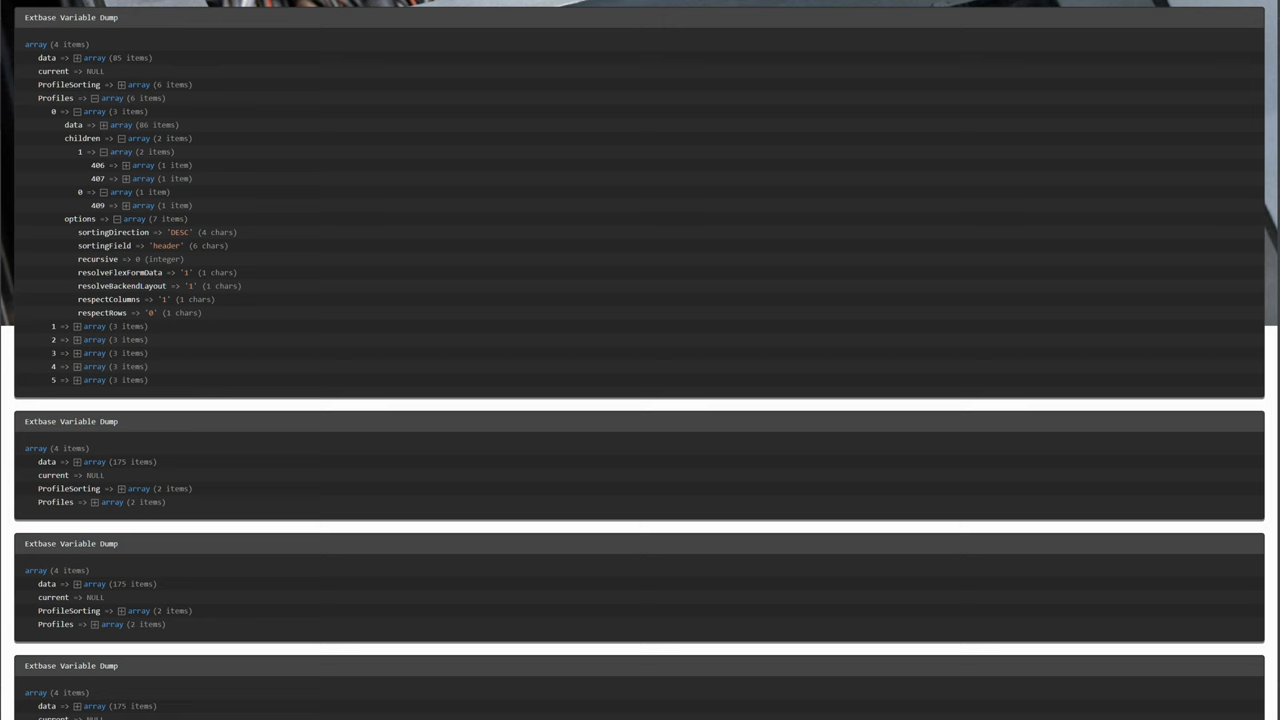 Extbase Variable Dump
array (4 items)
data => array (85 items)
current => NULL
ProfileSorting => array (6 items)
Profiles => array (6 items)
0 => array (3 items)
data => array (86 items)
children => array (2 items)
1 => array (2 items)
406 => array (1 item)
407 => array (1 item)
0 => array (1 item)
409 => array (1 item)
options => array (7 items)
sortingDirection => 'DESC' (4 chars)
sortingField => 'header' (6 chars)
recursive => 0 (integer)
resolveFlexFormData => '1' (1 chars)
resolveBackendLayout => '1' (1 chars)
respectColumns => '1' (1 chars)
respectRows => '0' (1 chars)
1 => array (3 items)
2 => array (3 items)
3 => array (3 items)
4 => array (3 items)
5 => array (3 items)
Extbase Variable Dump
array (4 items)
data => array (175 items)
current => NULL
ProfileSorting => array (2 items)
Profiles => array (2 items)
Extbase Variable Dump
array (4 items)
data => array (175 items)
current => NULL
ProfileSorting => array (2 items)
Profiles => array (2 items)
Extbase Variable Dump
array (4 items)
data => array (175 items)
current => NULL